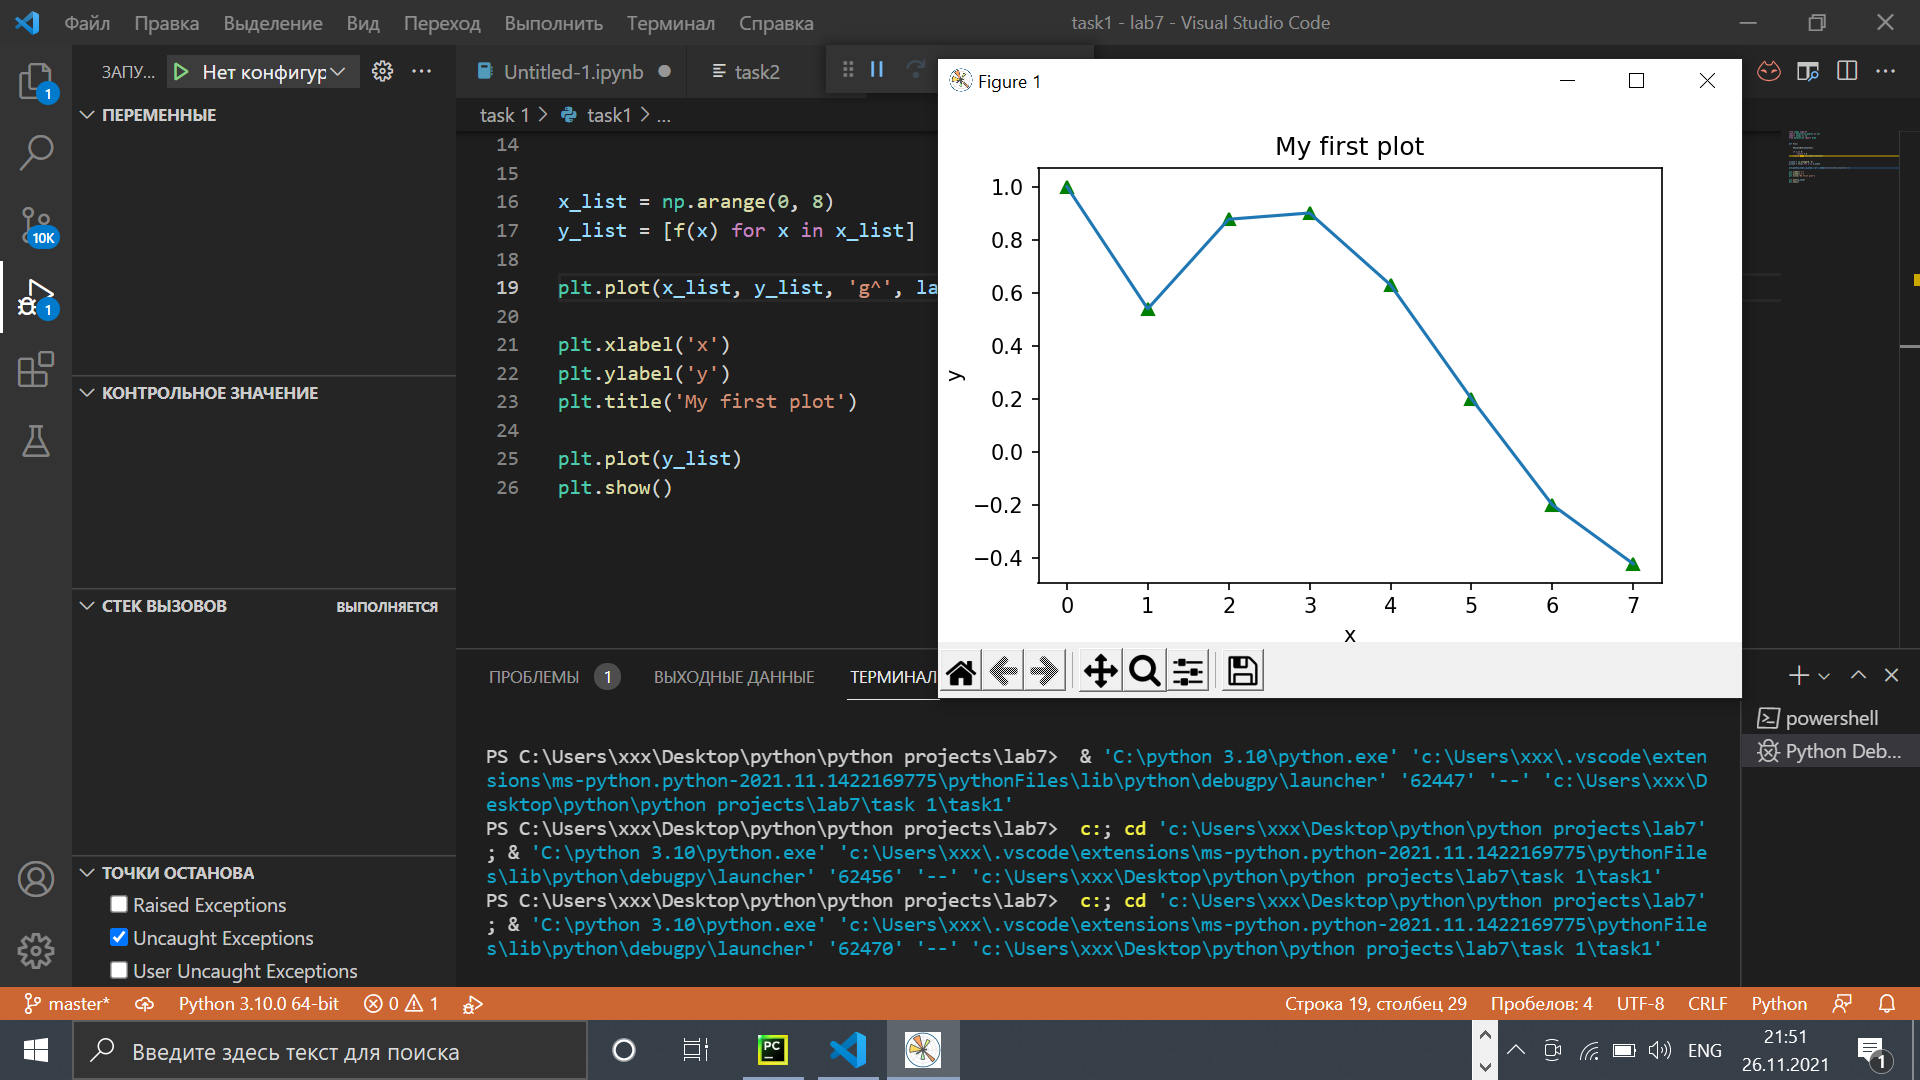 Файл Правка Выделение Вид Переход Выполнить Терминал Справка task1 - lab7 - Visual Studio Code
ЗАПУ... Нет конфигур
Untitled-1.ipynb task2
task 1 > task1 > ...
ПЕРЕМЕННЫЕ
КОНТРОЛЬНОЕ ЗНАЧЕНИЕ
СТЕК ВЫЗОВОВ ВЫПОЛНЯЕТСЯ
ТОЧКИ ОСТАНОВА
Raised Exceptions
Uncaught Exceptions
User Uncaught Exceptions
1
10K
1
14
15
16 x_list = np.arange(0, 8)
17 y_list = [f(x) for x in x_list]
18
19 plt.plot(x_list, y_list, 'g^', la
20
21 plt.xlabel('x')
22 plt.ylabel('y')
23 plt.title('My first plot')
24
25 plt.plot(y_list)
26 plt.show()
Figure 1
My first plot
1.0
0.8
0.6
0.4
0.2
0.0
−0.2
−0.4
y
0 1 2 3 4 5 6 7
x
ПРОБЛЕМЫ 1 ВЫХОДНЫЕ ДАННЫЕ ТЕРМИНАЛ
powershell
Python Deb...
PS C:\Users\xxx\Desktop\python\python projects\lab7>  & 'C:\python 3.10\python.exe' 'c:\Users\xxx\.vscode\exten
sions\ms-python.python-2021.11.1422169775\pythonFiles\lib\python\debugpy\launcher' '62447' '--' 'c:\Users\xxx\D
esktop\python\python projects\lab7\task 1\task1'
PS C:\Users\xxx\Desktop\python\python projects\lab7>  c:; cd 'c:\Users\xxx\Desktop\python\python projects\lab7'
; & 'C:\python 3.10\python.exe' 'c:\Users\xxx\.vscode\extensions\ms-python.python-2021.11.1422169775\pythonFile
s\lib\python\debugpy\launcher' '62456' '--' 'c:\Users\xxx\Desktop\python\python projects\lab7\task 1\task1'
PS C:\Users\xxx\Desktop\python\python projects\lab7>  c:; cd 'c:\Users\xxx\Desktop\python\python projects\lab7'
; & 'C:\python 3.10\python.exe' 'c:\Users\xxx\.vscode\extensions\ms-python.python-2021.11.1422169775\pythonFile
s\lib\python\debugpy\launcher' '62470' '--' 'c:\Users\xxx\Desktop\python\python projects\lab7\task 1\task1'
master* Python 3.10.0 64-bit 0 1 Строка 19, столбец 29 Пробелов: 4 UTF-8 CRLF Python
Введите здесь текст для поиска
PC
ENG
21:51
26.11.2021
1